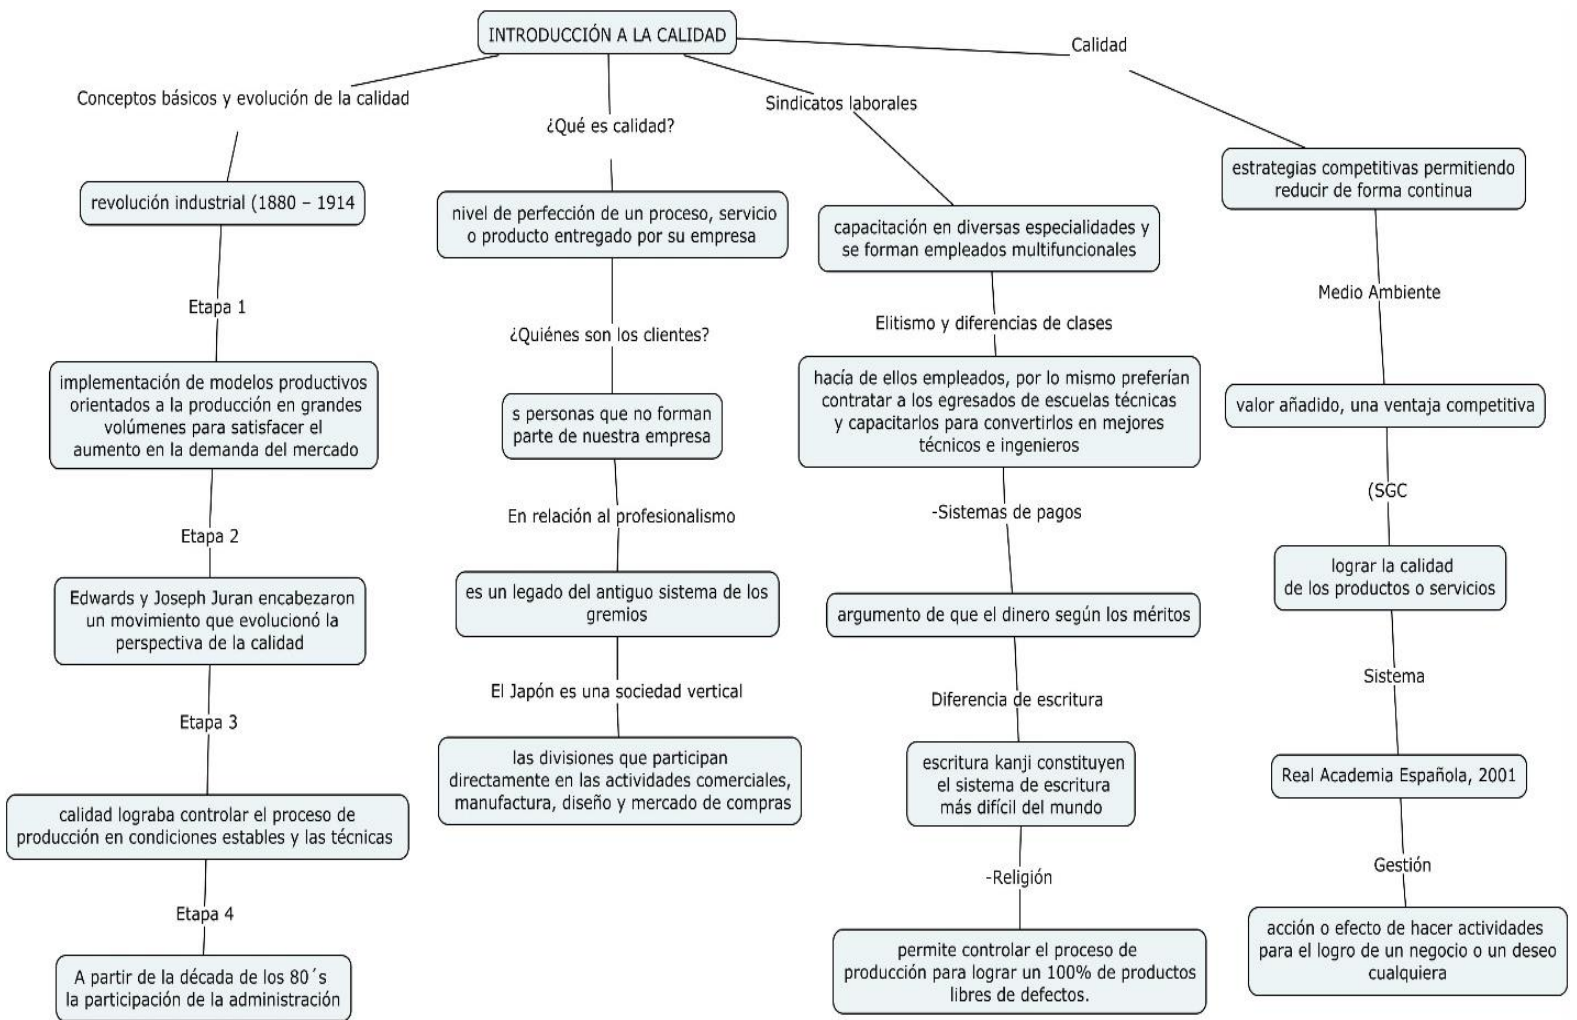 INTRODUCCIÓN A LA CALIDAD
Conceptos básicos y evolución de la calidad
revolución industrial (1880 – 1914
Etapa 1
implementación de modelos productivos
orientados a la producción en grandes
volúmenes para satisfacer el
aumento en la demanda del mercado
Etapa 2
Edwards y Joseph Juran encabezaron
un movimiento que evolucionó la
perspectiva de la calidad
Etapa 3
calidad lograba controlar el proceso de
producción en condiciones estables y las técnicas
Etapa 4
A partir de la década de los 80´s
la participación de la administración
¿Qué es calidad?
nivel de perfección de un proceso, servicio
o producto entregado por su empresa
¿Quiénes son los clientes?
s personas que no forman
parte de nuestra empresa
En relación al profesionalismo
es un legado del antiguo sistema de los
gremios
El Japón es una sociedad vertical
las divisiones que participan
directamente en las actividades comerciales,
manufactura, diseño y mercado de compras
Sindicatos laborales
capacitación en diversas especialidades y
se forman empleados multifuncionales
Elitismo y diferencias de clases
hacía de ellos empleados, por lo mismo preferían
contratar a los egresados de escuelas técnicas
y capacitarlos para convertirlos en mejores
técnicos e ingenieros
-Sistemas de pagos
argumento de que el dinero según los méritos
Diferencia de escritura
escritura kanji constituyen
el sistema de escritura
más difícil del mundo
-Religión
permite controlar el proceso de
producción para lograr un 100% de productos
libres de defectos.
Calidad
estrategias competitivas permitiendo
reducir de forma continua
Medio Ambiente
valor añadido, una ventaja competitiva
(SGC
lograr la calidad
de los productos o servicios
Sistema
Real Academia Española, 2001
Gestión
acción o efecto de hacer actividades
para el logro de un negocio o un deseo
cualquiera